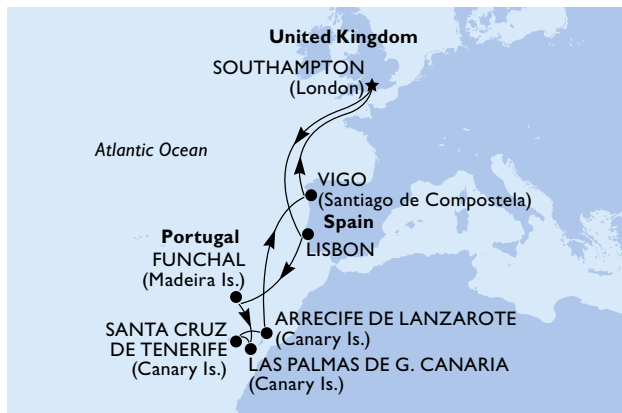 United Kingdom
SOUTHAMPTON
(London)
Atlantic Ocean
VIGO
(Santiago de Compostela)
Spain
Portugal
LISBON
FUNCHAL
(Madeira Is.)
ARRECIFE DE LANZAROTE
(Canary Is.)
SANTA CRUZ
DE TENERIFE
(Canary Is.)
LAS PALMAS DE G. CANARIA
(Canary Is.)